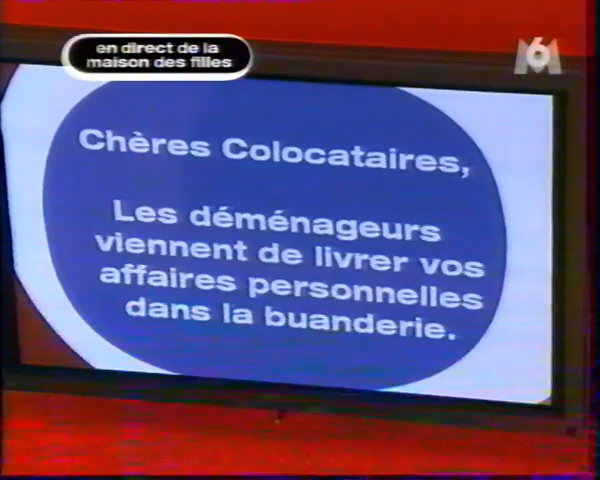 en direct de la
maison des filles
M6
Chères Colocataires,
Les déménageurs
viennent de livrer vos
affaires personnelles
dans la buanderie.